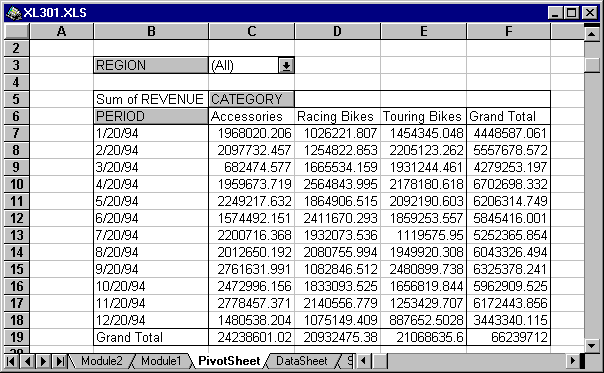 XL301.XLS
A B C D E F
2
3 REGION (All)
4
5 Sum of REVENUE CATEGORY
6 PERIOD Accessories Racing Bikes Touring Bikes Grand Total
7 1/20/94 1968020.206 1026221.807 1454345.048 4448587.061
8 2/20/94 2097732.457 1254822.853 2205123.262 5557678.572
9 3/20/94 682474.577 1665534.159 1931244.461 4279253.197
10 4/20/94 1959673.719 2564843.995 2178180.618 6702698.332
11 5/20/94 2249217.632 1864906.515 2092190.603 6206314.749
12 6/20/94 1574492.151 2411670.293 1859253.557 5845416.001
13 7/20/94 2200716.368 1932073.536 1119575.95 5252365.854
14 8/20/94 2012650.192 2080755.994 1949920.308 6043326.494
15 9/20/94 2761631.991 1082846.512 2480899.738 6325378.241
16 10/20/94 2472996.156 1833093.525 1656819.844 5962909.525
17 11/20/94 2778457.371 2140556.779 1253429.707 6172443.856
18 12/20/94 1480538.204 1075149.409 887652.5028 3443340.115
19 Grand Total 24238601.02 20932475.38 21068635.6 66239712
Module2 Module1 PivotSheet DataSheet S